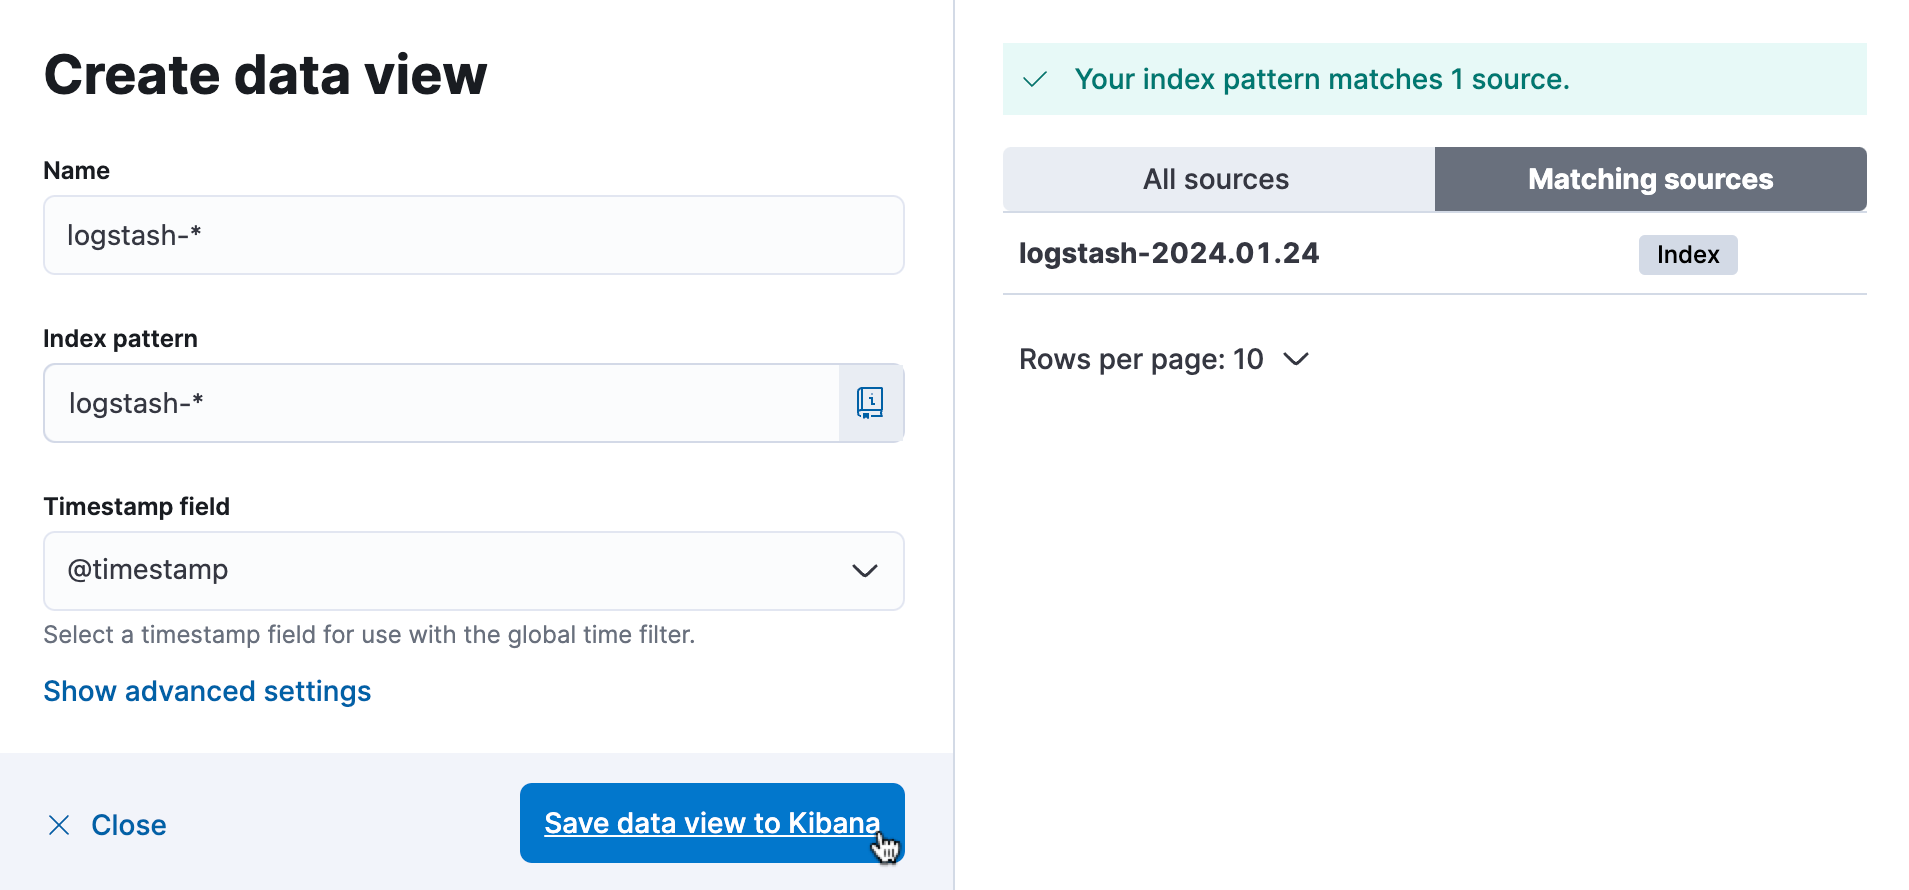 Create data view
Name
logstash-*
Index pattern
logstash-*
Timestamp field
@timestamp
Select a timestamp field for use with the global time filter.
Show advanced settings
Close
Save data view to Kibana
Your index pattern matches 1 source.
All sources
Matching sources
logstash-2024.01.24
Index
Rows per page: 10